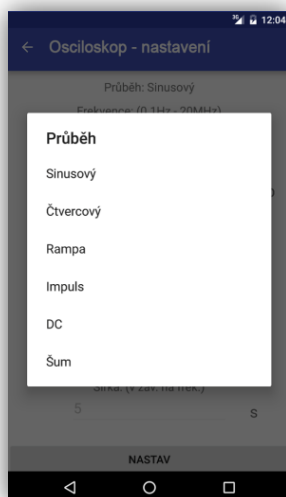 3G 12:04
Osciloskop - nastavení
Průběh: Sinusový
Frekvence: (0.1Hz - 20MHz)
Průběh
Sinusový
Čtvercový
Rampa
Impuls
DC
Šum
Šířka: (v záv. na frek.)
5 S
NASTAV